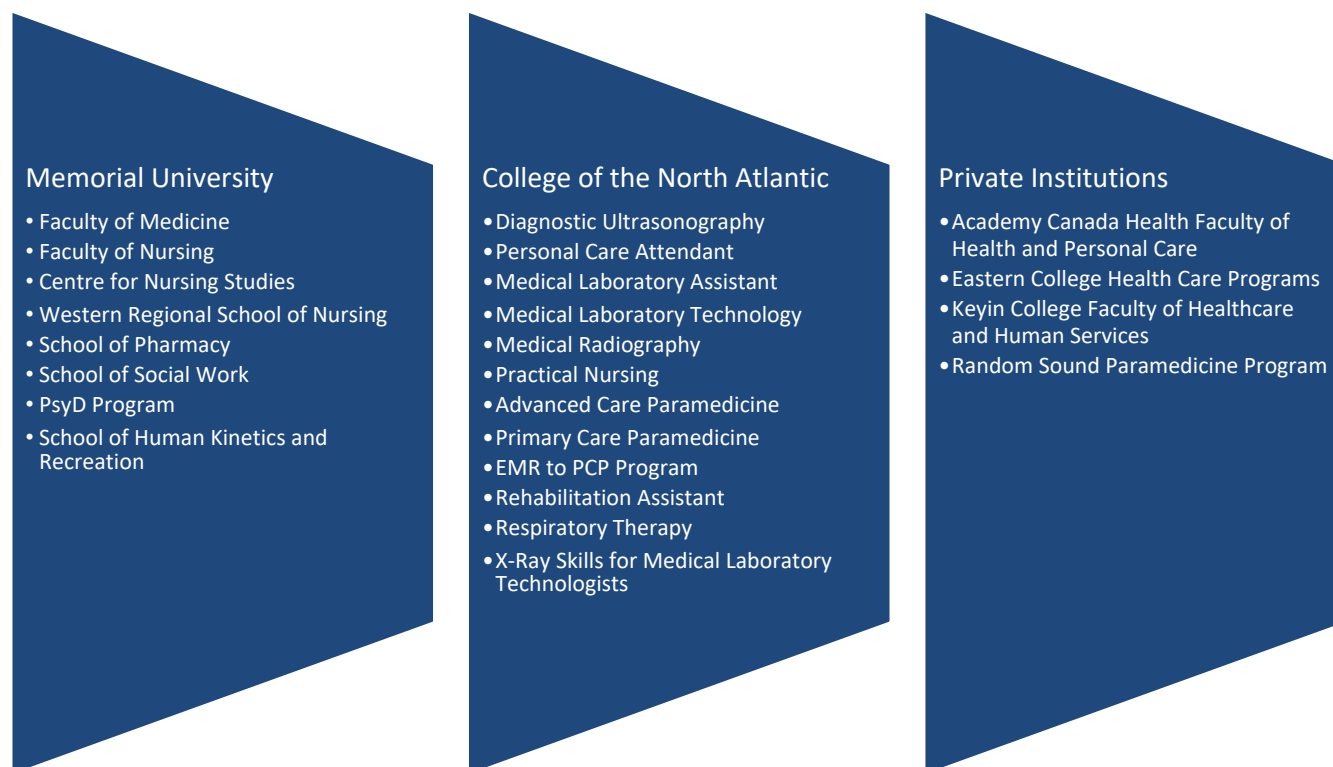 Memorial University
• Faculty of Medicine
• Faculty of Nursing
• Centre for Nursing Studies
• Western Regional School of Nursing
• School of Pharmacy
• School of Social Work
• PsyD Program
• School of Human Kinetics and
Recreation
College of the North Atlantic
• Diagnostic Ultrasonography
• Personal Care Attendant
• Medical Laboratory Assistant
• Medical Laboratory Technology
• Medical Radiography
• Practical Nursing
• Advanced Care Paramedicine
• Primary Care Paramedicine
• EMR to PCP Program
• Rehabilitation Assistant
• Respiratory Therapy
• X-Ray Skills for Medical Laboratory
Technologists
Private Institutions
• Academy Canada Health Faculty of
Health and Personal Care
• Eastern College Health Care Programs
• Keyin College Faculty of Healthcare
and Human Services
• Random Sound Paramedicine Program